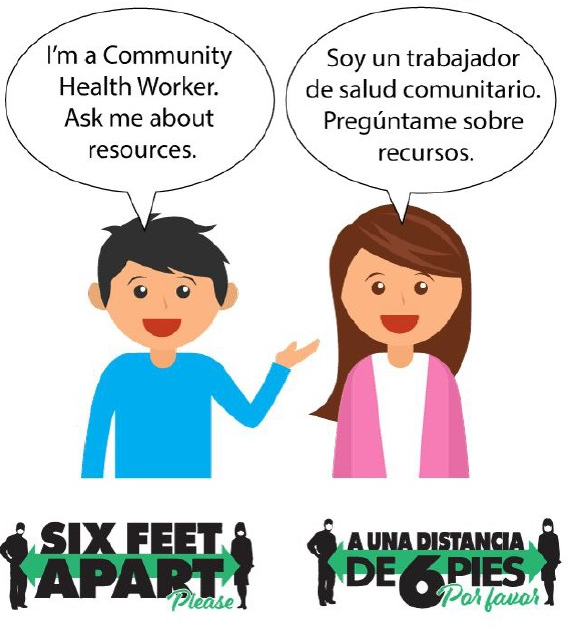 I'm a Community
Health Worker.
Ask me about
resources.
Soy un trabajador
de salud comunitario.
Pregúntame sobre
recursos.
SIX FEET
APART
Please
A UNA DISTANCIA
DE 6 PIES
Por favor